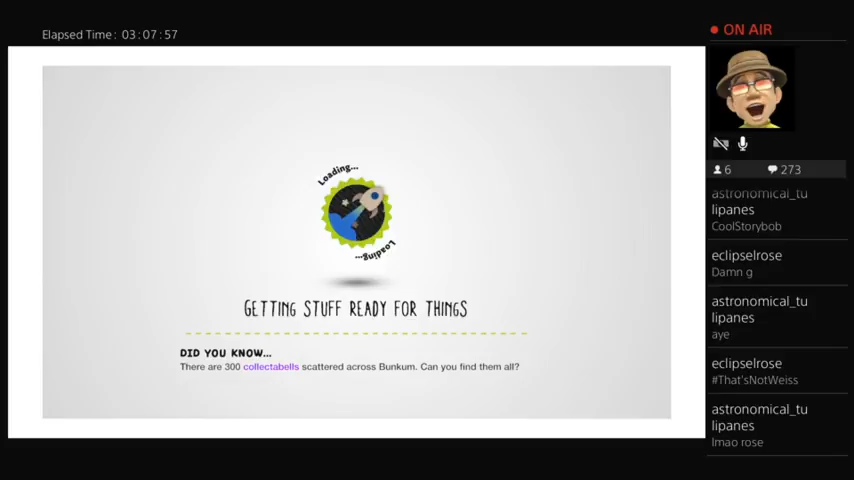 Elapsed Time: 03:07:57
ON AIR
6 273
Loading...
Loading...
GETTING STUFF READY FOR THINGS
DID YOU KNOW...
There are 300 collectabells scattered across Bunkum. Can you find them all?
astronomical_tu
lipanes
CoolStorybob
eclipselrose
Damn g
astronomical_tu
lipanes
aye
eclipselrose
#That'sNotWeiss
astronomical_tu
lipanes
lmao rose